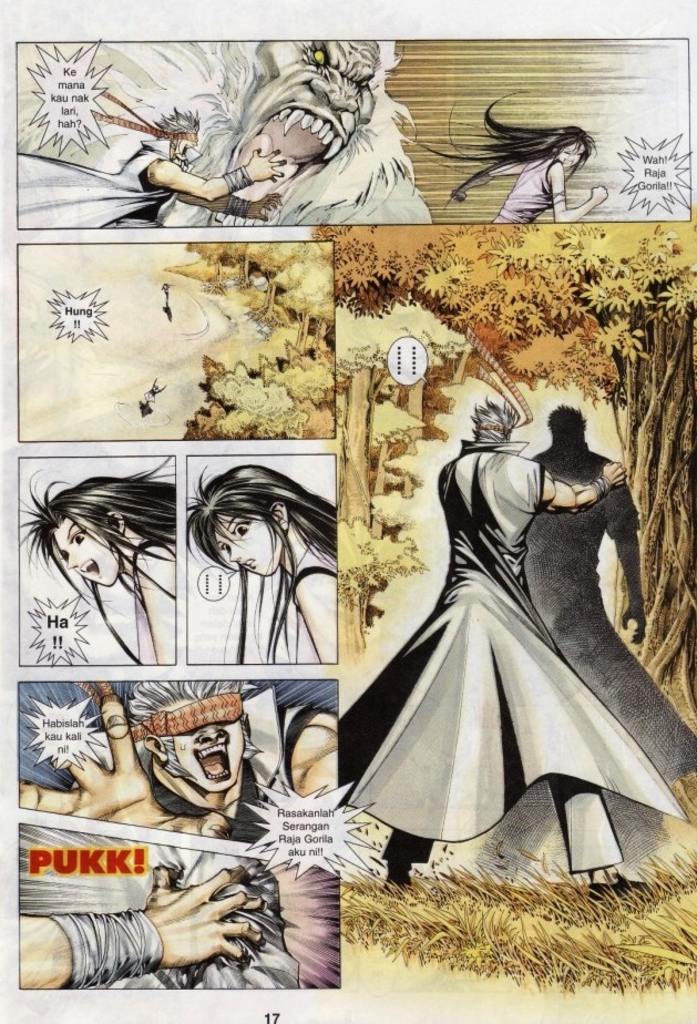 Ke
mana
kau nak
lari,
hah?
Wah!
Raja
Gorila!!
Hung
!!
Ha
!!
Habislah
kau kali
ni!
Rasakanlah
Serangan
Raja Gorila
aku ni!!
PUKK!
17